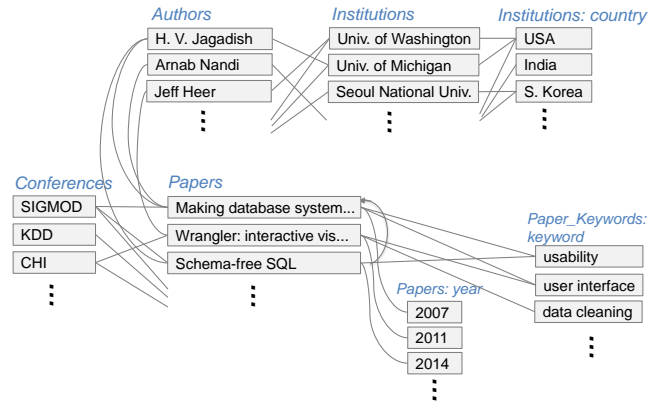 Authors
Institutions
Institutions: country
H. V. Jagadish
Univ. of Washington
USA
Arnab Nandi
Univ. of Michigan
India
Jeff Heer
Seoul National Univ.
S. Korea
Conferences
Papers
SIGMOD
Making database system...
KDD
Wrangler: interactive vis...
CHI
Schema-free SQL
Paper_Keywords:
keyword
usability
user interface
data cleaning
Papers: year
2007
2011
2014